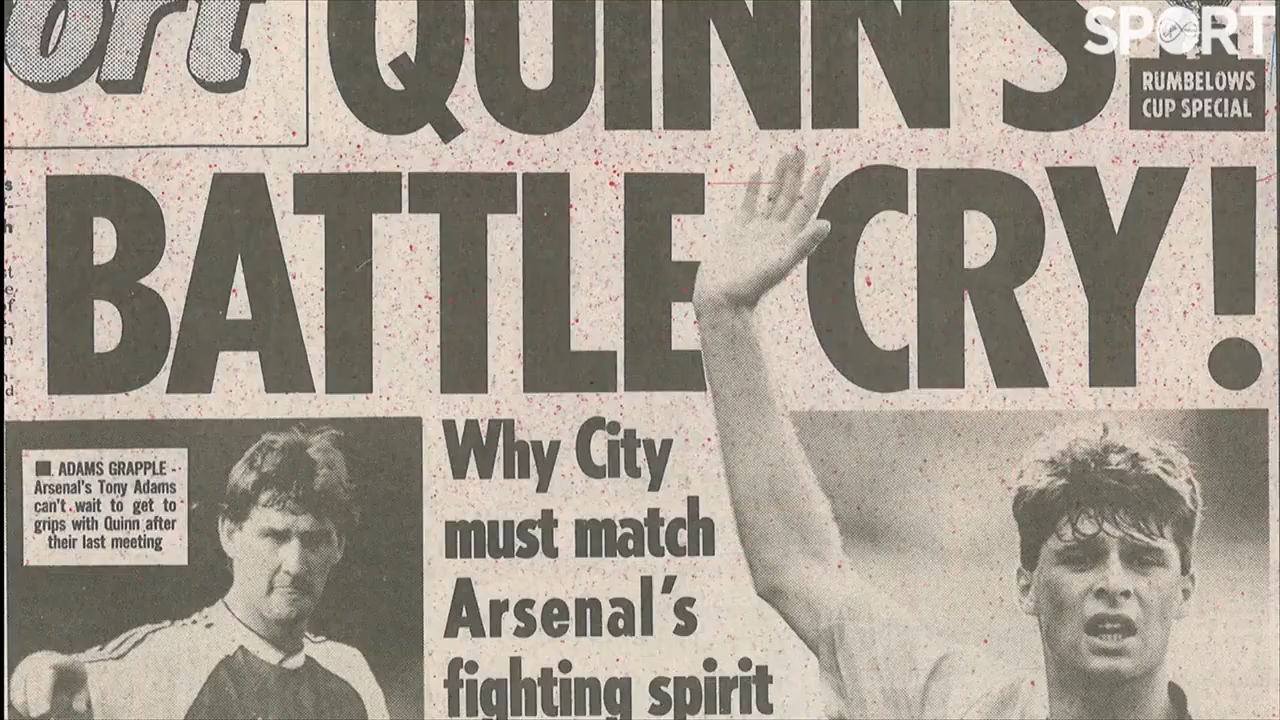 SPORT
ort
QUINN'S
RUMBELOWS
CUP SPECIAL
BATTLE CRY!
ADAMS GRAPPLE -
Arsenal's Tony Adams
can't wait to get to
grips with Quinn after
their last meeting
Why City
must match
Arsenal's
fighting spirit